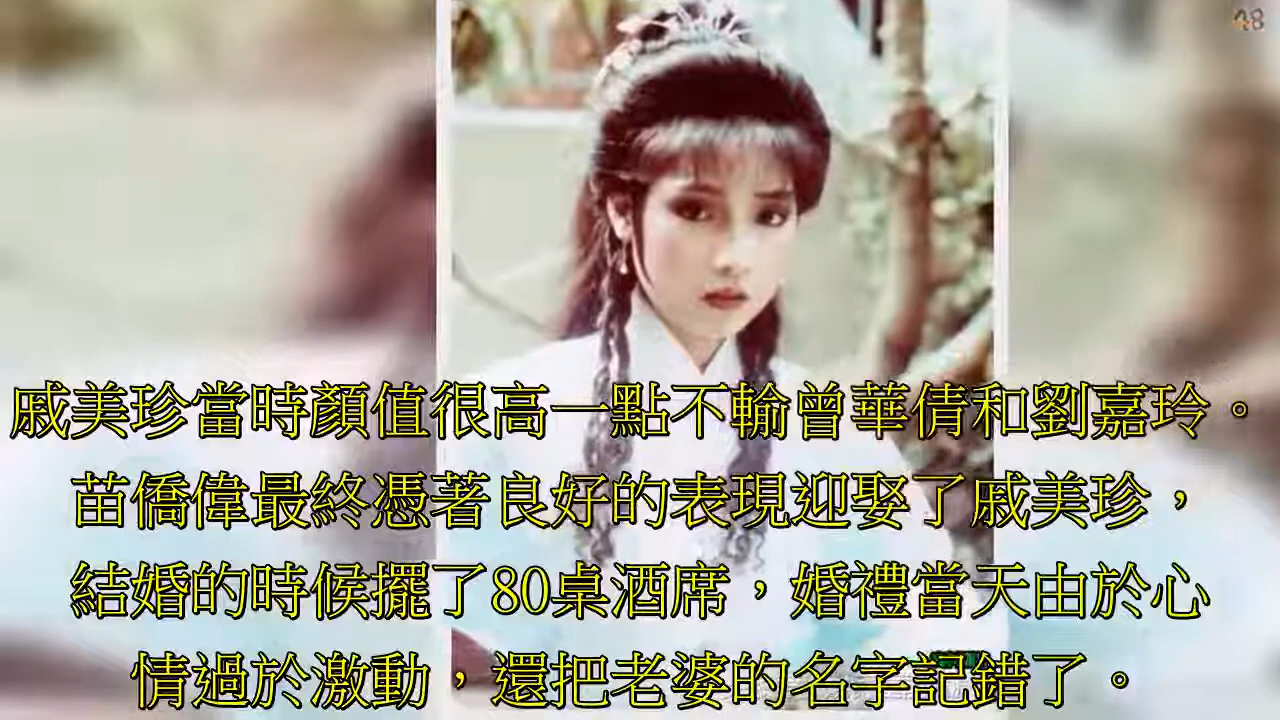 48
戚美珍當時顏值很高一點不輸曾華倩和劉嘉玲。
苗僑偉最終憑著良好的表現迎娶了戚美珍，
結婚的時候擺了80桌酒席，婚禮當天由於心
情過於激動，還把老婆的名字記錯了。